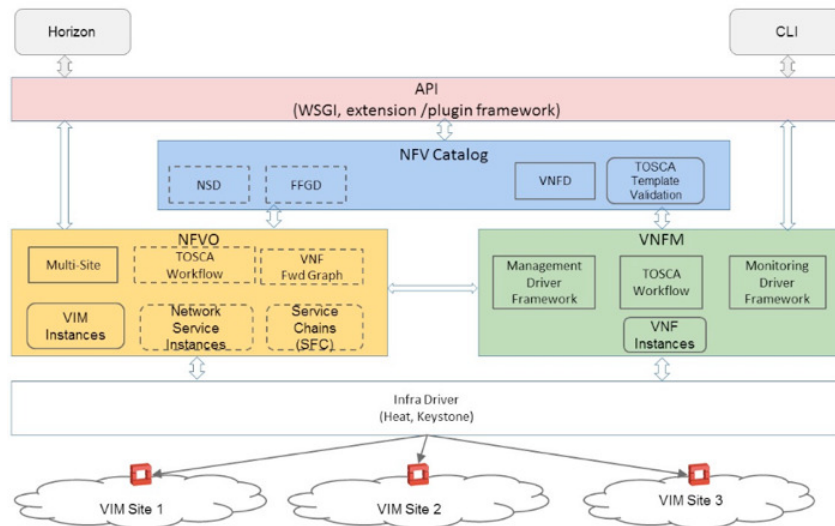 Horizon
CLI
API
(WSGI, extension /plugin framework)
NFV Catalog
NSD
FFGD
VNFD
TOSCA
Template
Validation
NFVO
Multi-Site
TOSCA
Workflow
VNF
Fwd Graph
VIM
Instances
Network
Service
Instances
Service
Chains
(SFC)
VNFM
Management
Driver
Framework
TOSCA
Workflow
Monitoring
Driver
Framework
VNF
Instances
Infra Driver
(Heat, Keystone)
VIM Site 1
VIM Site 2
VIM Site 3